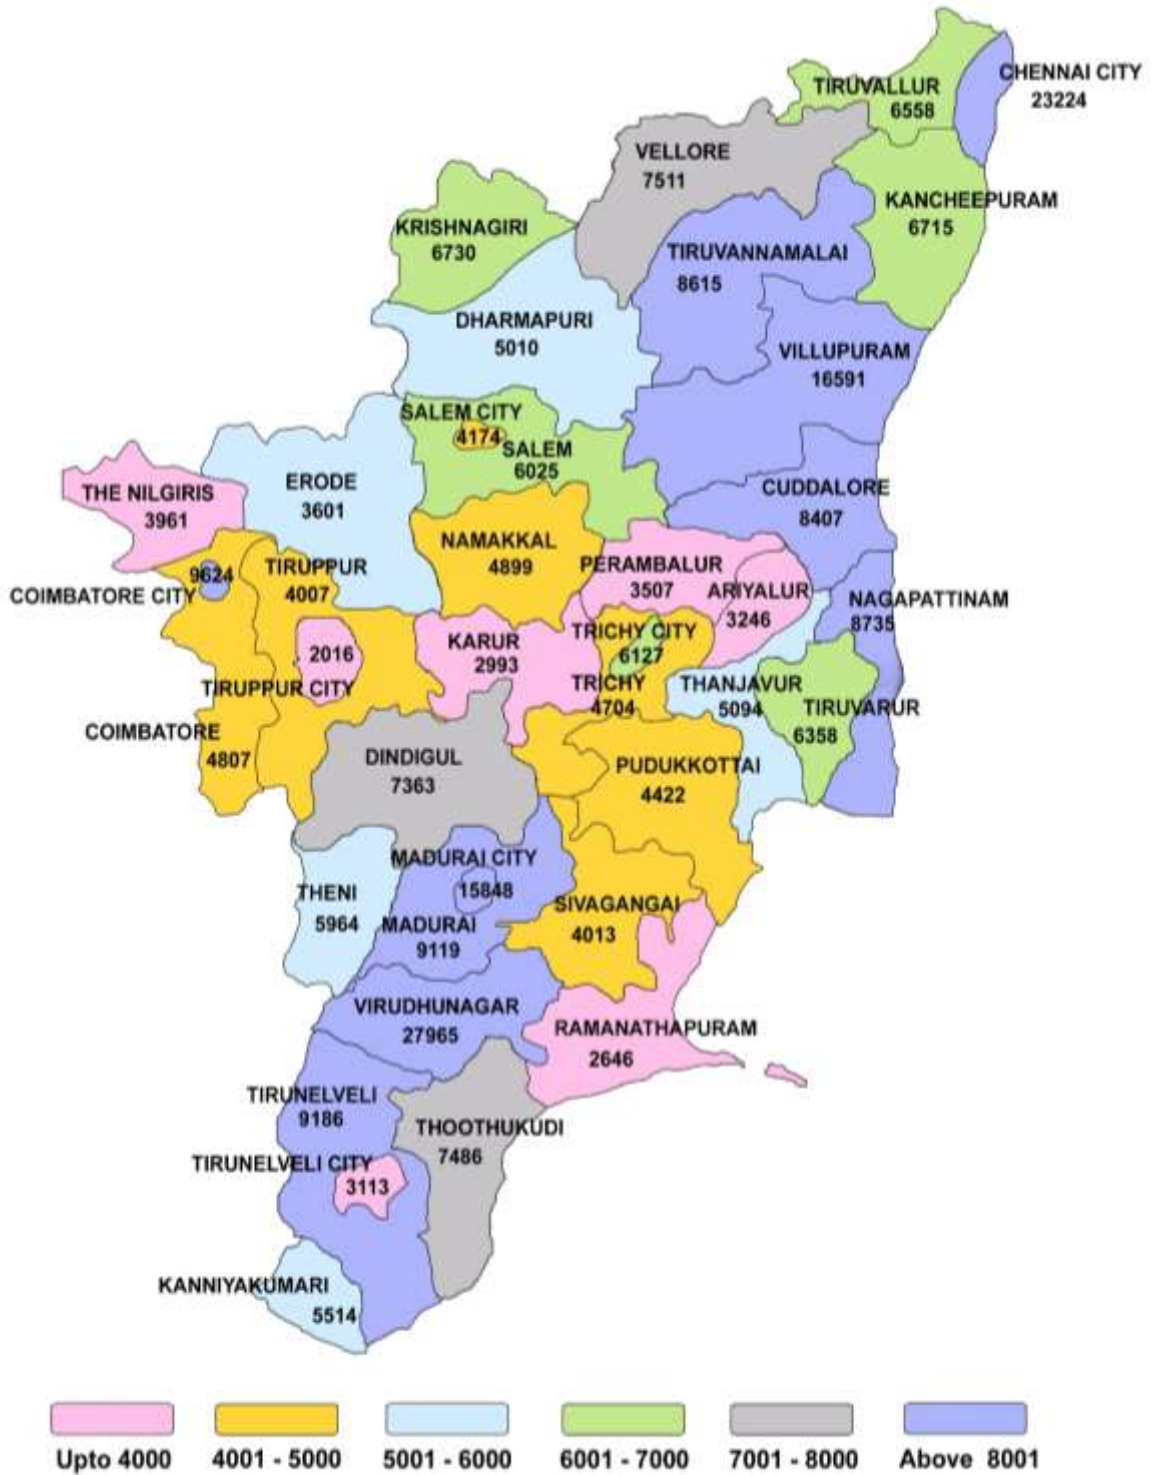 TIRUVALLUR
6558
CHENNAI CITY
23224
VELLORE
7511
KANCHEEPURAM
6715
KRISHNAGIRI
6730
TIRUVANNAMALAI
8615
DHARMAPURI
5010
VILLUPURAM
16591
SALEM CITY
4174
SALEM
6025
ERODE
3601
THE NILGIRIS
3961
CUDDALORE
8407
NAMAKKAL
4899
PERAMBALUR
3507
ARIYALUR
3246
9624
COIMBATORE CITY
TIRUPPUR
4007
NAGAPATTINAM
8735
KARUR
2993
TRICHY CITY
6127
2016
TIRUPPUR CITY
TRICHY
4704
THANJAVUR
5094
TIRUVARUR
6358
COIMBATORE
4807
DINDIGUL
7363
PUDUKKOTTAI
4422
MADURAI CITY
15848
THENI
5964
MADURAI
9119
SIVAGANGAI
4013
VIRUDHUNAGAR
27965
RAMANATHAPURAM
2646
TIRUNELVELI
9186
THOOTHUKUDI
7486
TIRUNELVELI CITY
3113
KANNIYAKUMARI
5514
Upto 4000
4001 - 5000
5001 - 6000
6001 - 7000
7001 - 8000
Above 8001